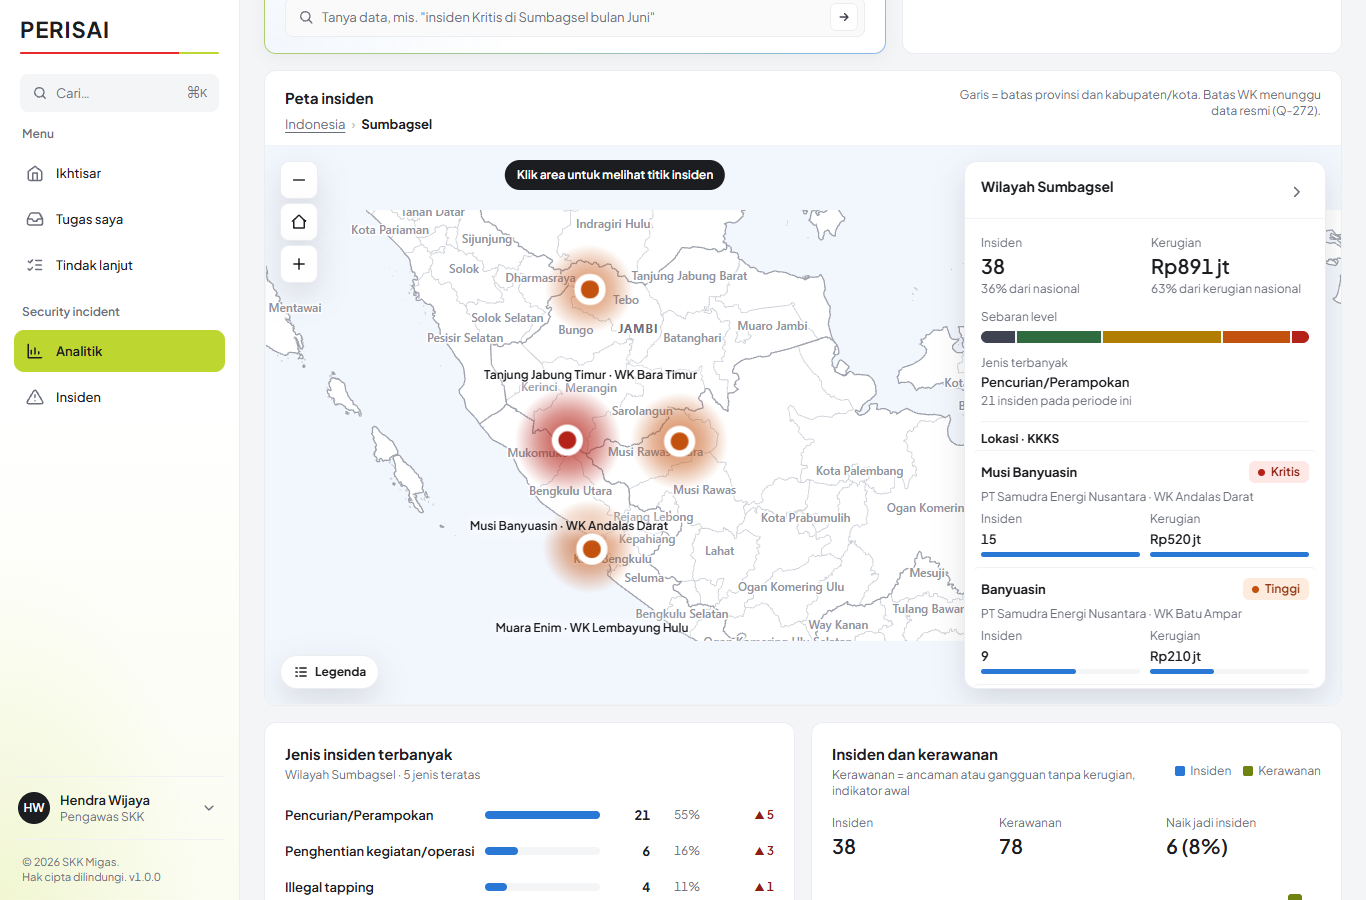 PERISAI
Cari...
⌘K
Menu
Ikhtisar
Tugas saya
Tindak lanjut
Security incident
Analitik
Insiden
HW
Hendra Wijaya
Pengawas SKK
© 2026 SKK Migas.
Hak cipta dilindungi. v1.0.0
Tanya data, mis. "insiden Kritis di Sumbagsel bulan Juni"
Peta insiden
Indonesia › Sumbagsel
Garis = batas provinsi dan kabupaten/kota. Batas WK menunggu
data resmi (Q-272).
Klik area untuk melihat titik insiden
Tanah Datar
Kota Pariaman
Indragiri Hulu
Sijunjung
Solok
Dharmasraya
Tanjung Jabung Barat
Mentawai
Tebo
Solok Selatan
Bungo
JAMBI
Muaro Jambi
Pesisir Selatan
Batanghari
Tanjung Jabung Timur · WK Bara Timur
Kerinci
Merangin
Sarolangun
Mukomuko
Musi Rawas Utara
Kota Palembang
Bengkulu Utara
Musi Rawas
Ogan Komerin
Rejang Lebong
Kota Prabumulih
Musi Banyuasin · WK Andalas Darat
Kepahiang
Lahat
Bengkulu
Seluma
Mesuji
Ogan Komering Ulu
Bengkulu Selatan
Tulang Bawan
Muara Enim · WK Lembayung Hulu
Way Kanan
Ogan Komering Ulu Selatan
Legenda
Wilayah Sumbagsel
Insiden
Kerugian
38
Rp891 jt
36% dari nasional
63% dari kerugian nasional
Sebaran level
Jenis terbanyak
Pencurian/Perampokan
21 insiden pada periode ini
Lokasi · KKKS
Musi Banyuasin
Kritis
PT Samudra Energi Nusantara · WK Andalas Darat
Insiden
Kerugian
15
Rp520 jt
Banyuasin
Tinggi
PT Samudra Energi Nusantara · WK Batu Ampar
Insiden
Kerugian
9
Rp210 jt
Jenis insiden terbanyak
Wilayah Sumbagsel · 5 jenis teratas
Pencurian/Perampokan 21 55% ▲5
Penghentian kegiatan/operasi 6 16% ▲3
Illegal tapping 4 11% ▲1
Insiden dan kerawanan
Kerawanan = ancaman atau gangguan tanpa kerugian,
indikator awal
Insiden
Kerawanan
Insiden
Kerawanan
Naik jadi insiden
38
78
6 (8%)